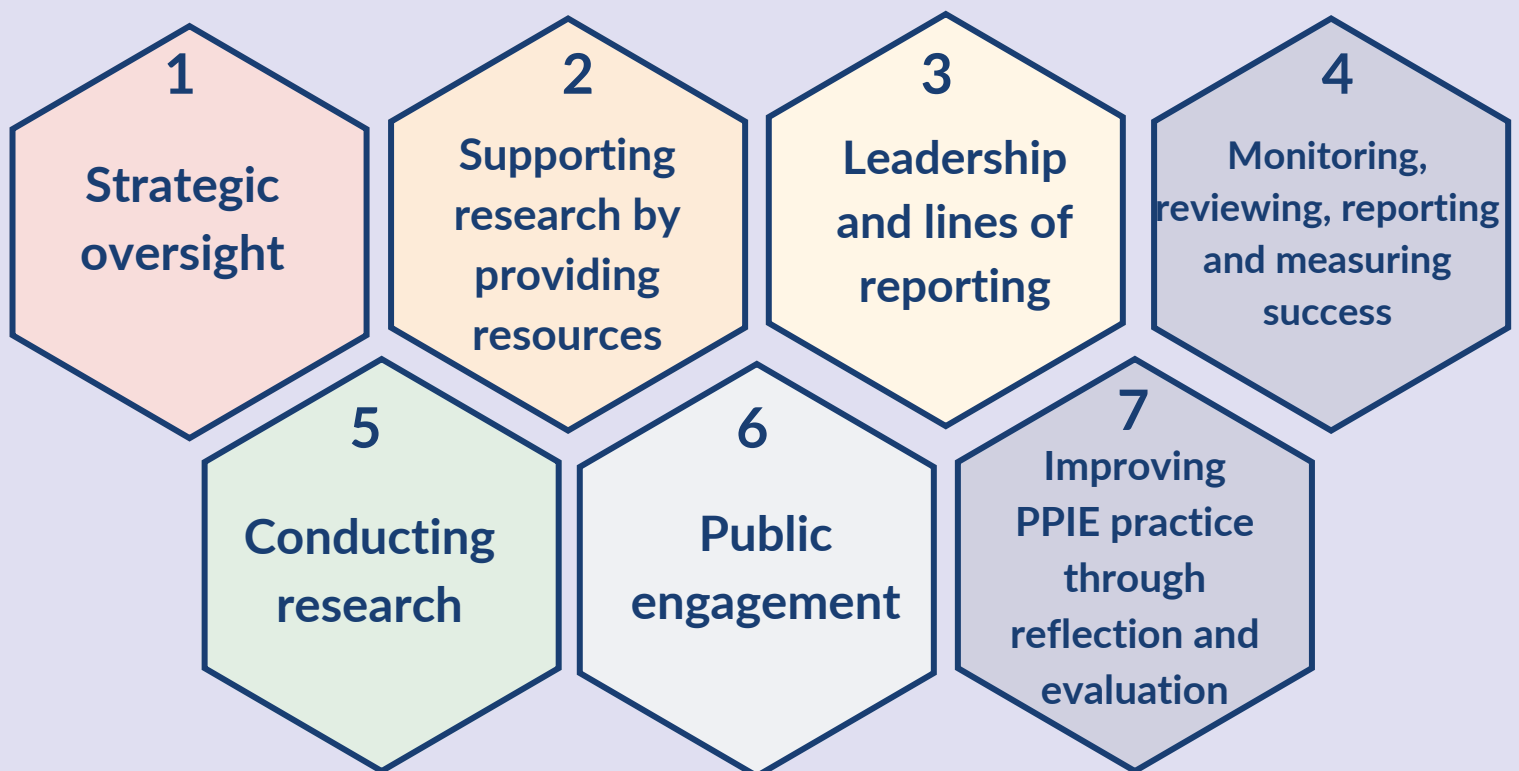 1
Strategic
oversight
2
Supporting
research by
providing
resources
3
Leadership
and lines of
reporting
4
Monitoring,
reviewing, reporting
and measuring
success
5
Conducting
research
6
Public
engagement
7
Improving
PPIE practice
through
reflection and
evaluation